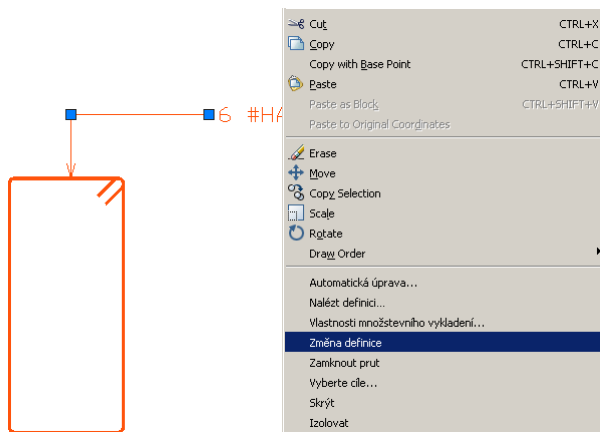 6 #HA
Cut CTRL+X
Copy CTRL+C
Copy with Base Point CTRL+SHIFT+C
Paste CTRL+V
Paste as Block CTRL+SHIFT+V
Paste to Original Coordinates
Erase
Move
Copy Selection
Scale
Rotate
Draw Order
Automatická úprava...
Nalézt definici...
Vlastnosti množstevního vykladení...
Změna definice
Zamknout prut
Vyberte cíle...
Skrýt
Izolovat